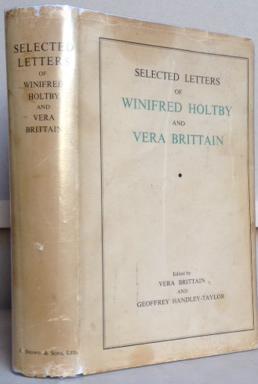 SELECTED
LETTERS
OF
WINIFRED
HOLTBY
AND
VERA
BRITTAIN
Brown & Sons, Ltd.
SELECTED LETTERS
OF
WINIFRED HOLTBY
AND
VERA BRITTAIN
Edited by
VERA BRITTAIN
AND
GEOFFREY HANDLEY-TAYLOR